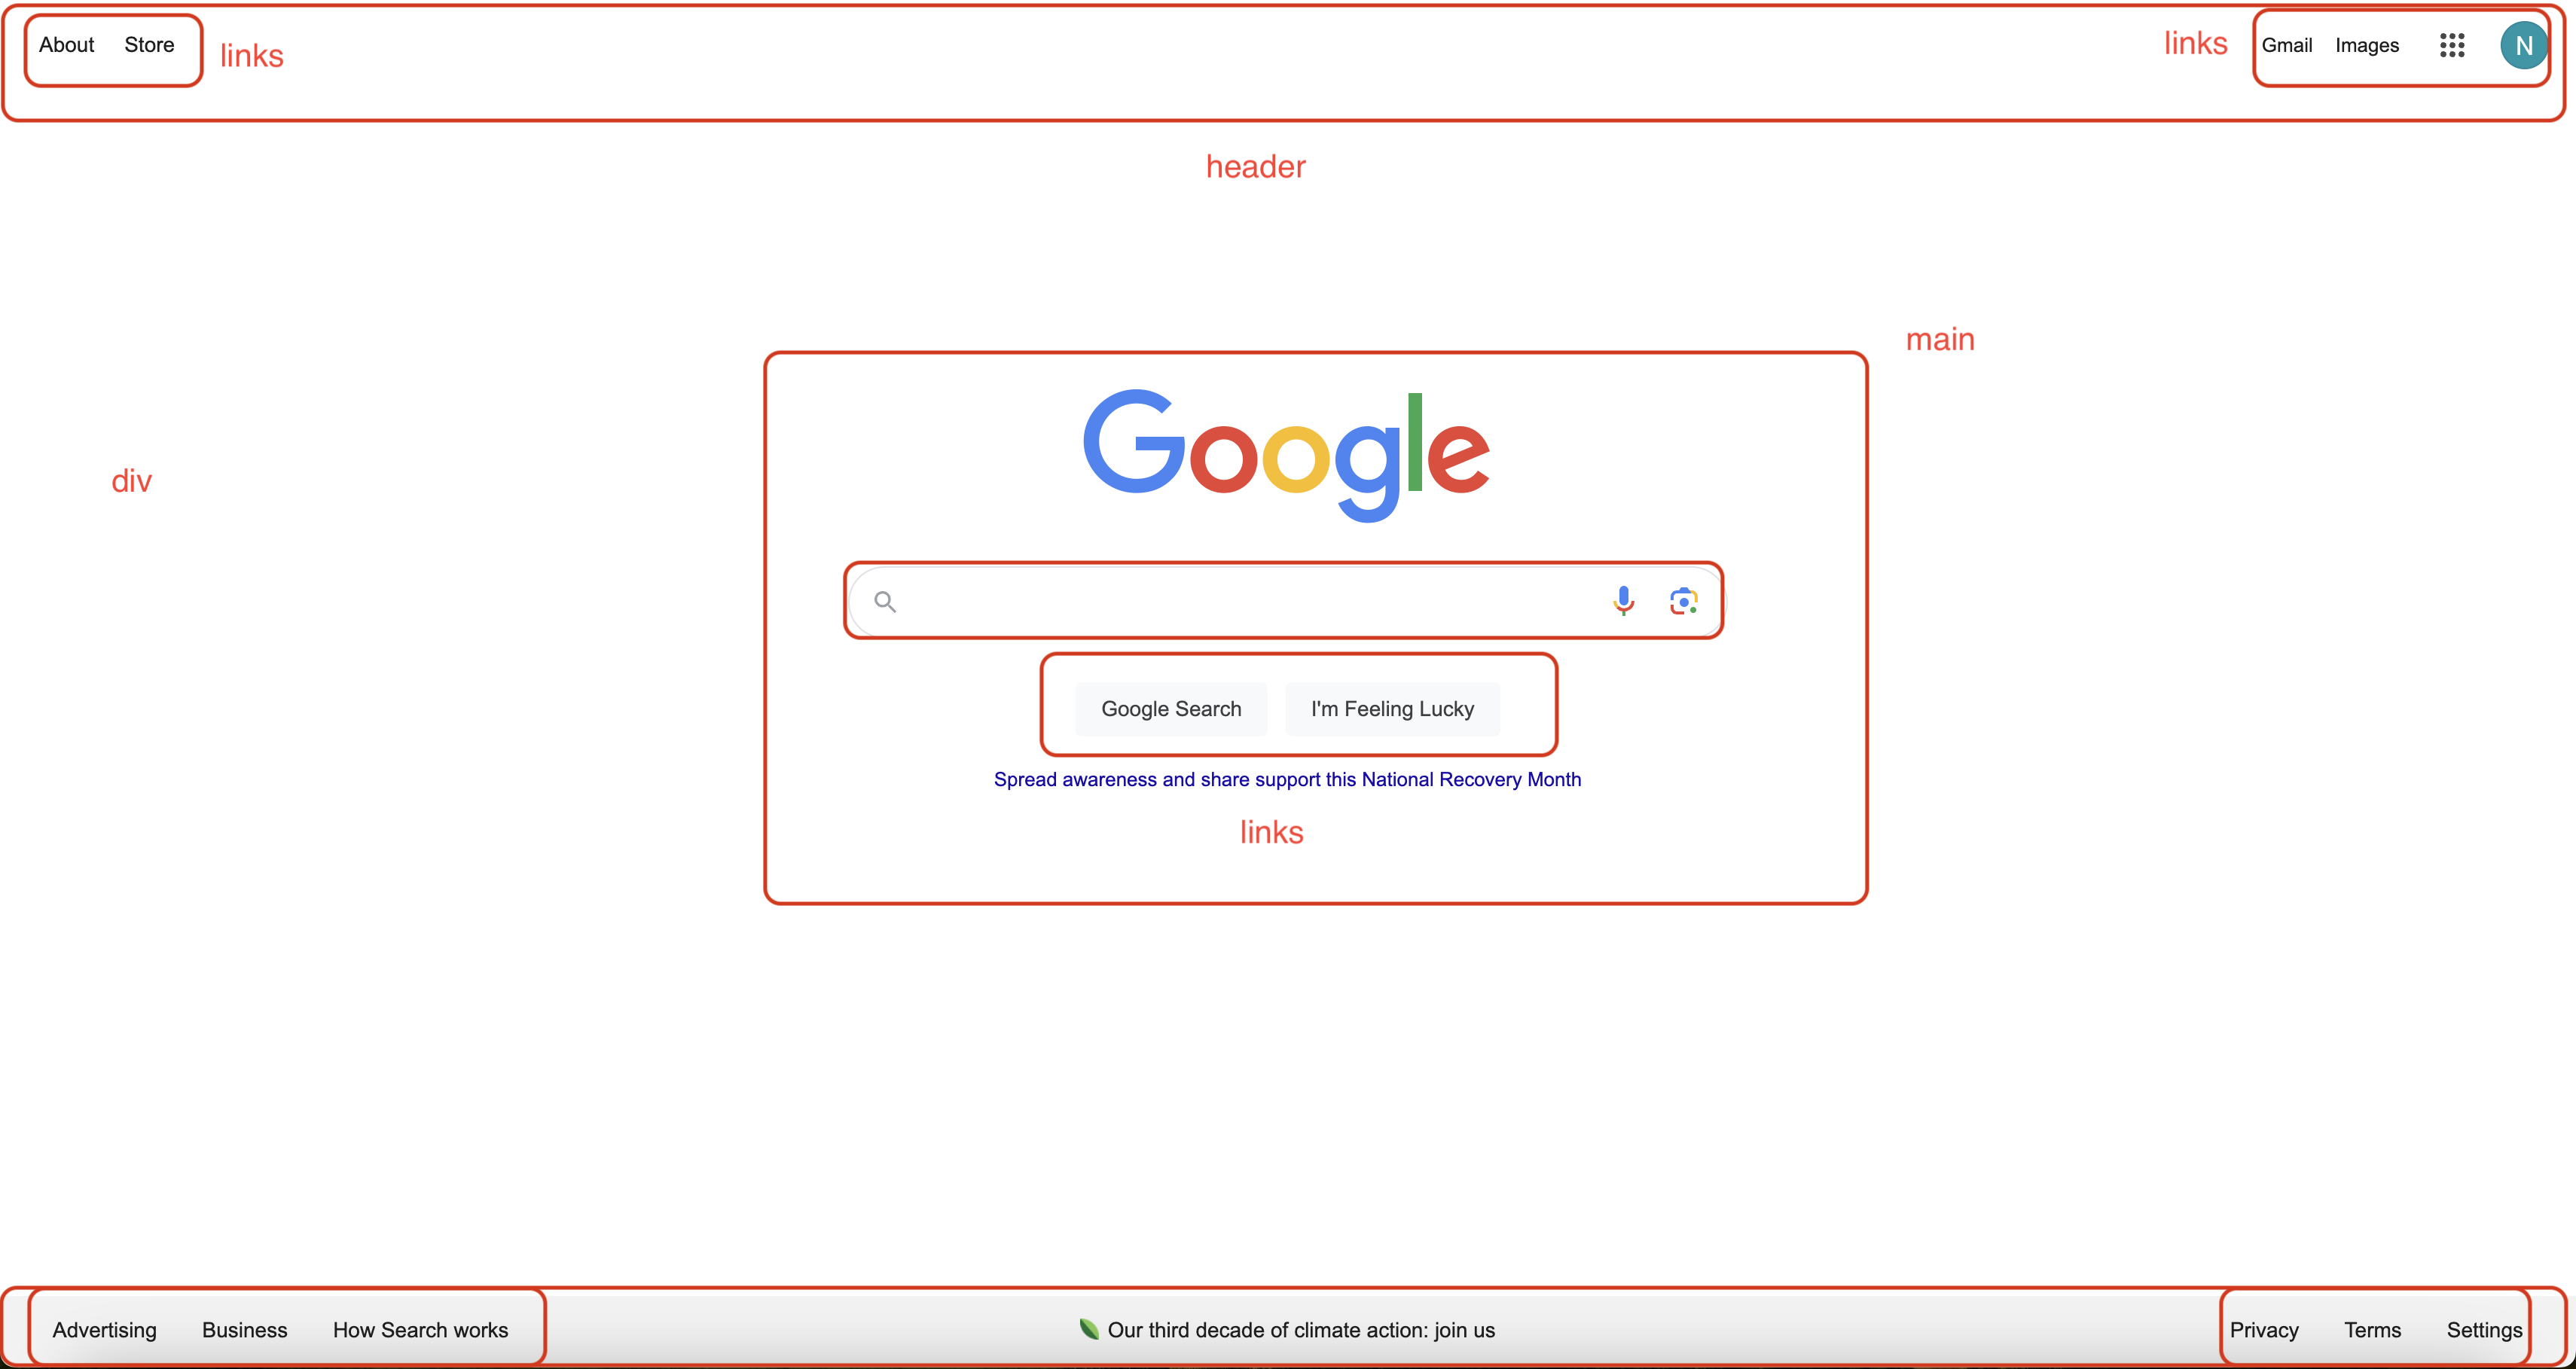 About Store links links Gmail Images N
header
main
Google
div
Google Search I'm Feeling Lucky
Spread awareness and share support this National Recovery Month
links
Advertising Business How Search works Our third decade of climate action: join us Privacy Terms Settings